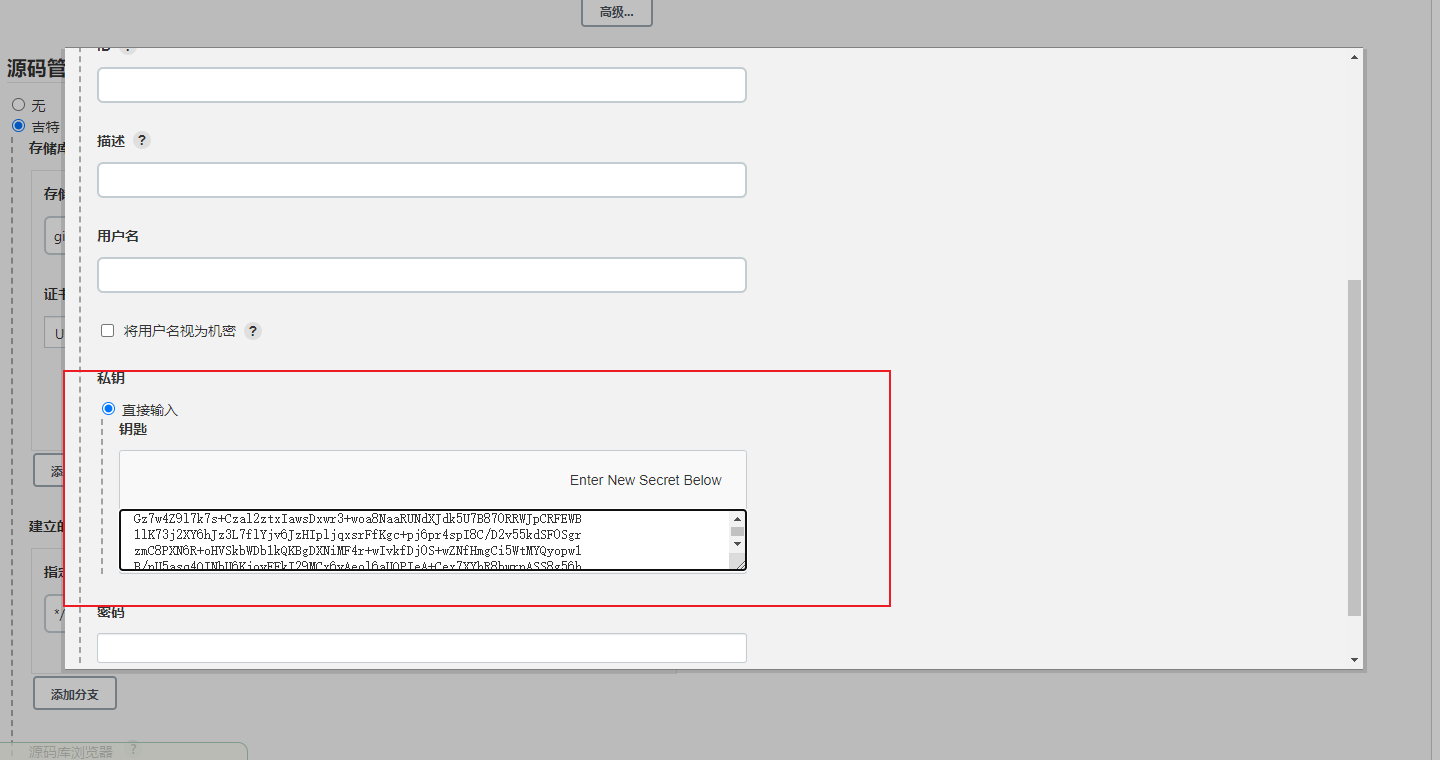 高级...
ID ?
源码管
无
描述 ?
吉特
存储库
存储
用户名
gi
证书
将用户名视为机密 ?
U
私钥
直接输入
钥匙
添
Enter New Secret Below
Gz7w4Z9l7k7s+Czal2ztxIawsDxwr3+woa8NaaRUNdXJdk5U7B87ORRWJpCRFEWB
1lK73j2XY6hJz3L7flYjv6JzHIpljqxsrFfKgc+pj6pr4spI8C/D2v55kdSFOSgr
建立的
zmC8PXN6R+oHVSkbWDblkQKBgDXNiMF4r+wIvkfDjOS+wZNfHmgCi5WtMYQyopwl
指定
*/
密码
添加分支
源码库浏览器 ?